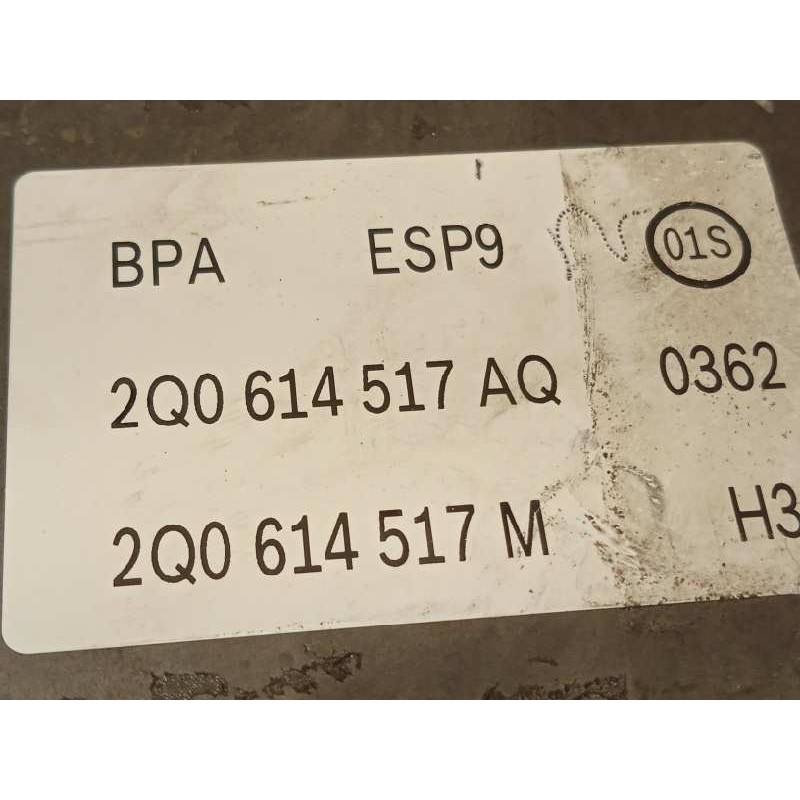 BPA ESP9 01S
2Q0 614 517 AQ 0362
2Q0 614 517 M H3